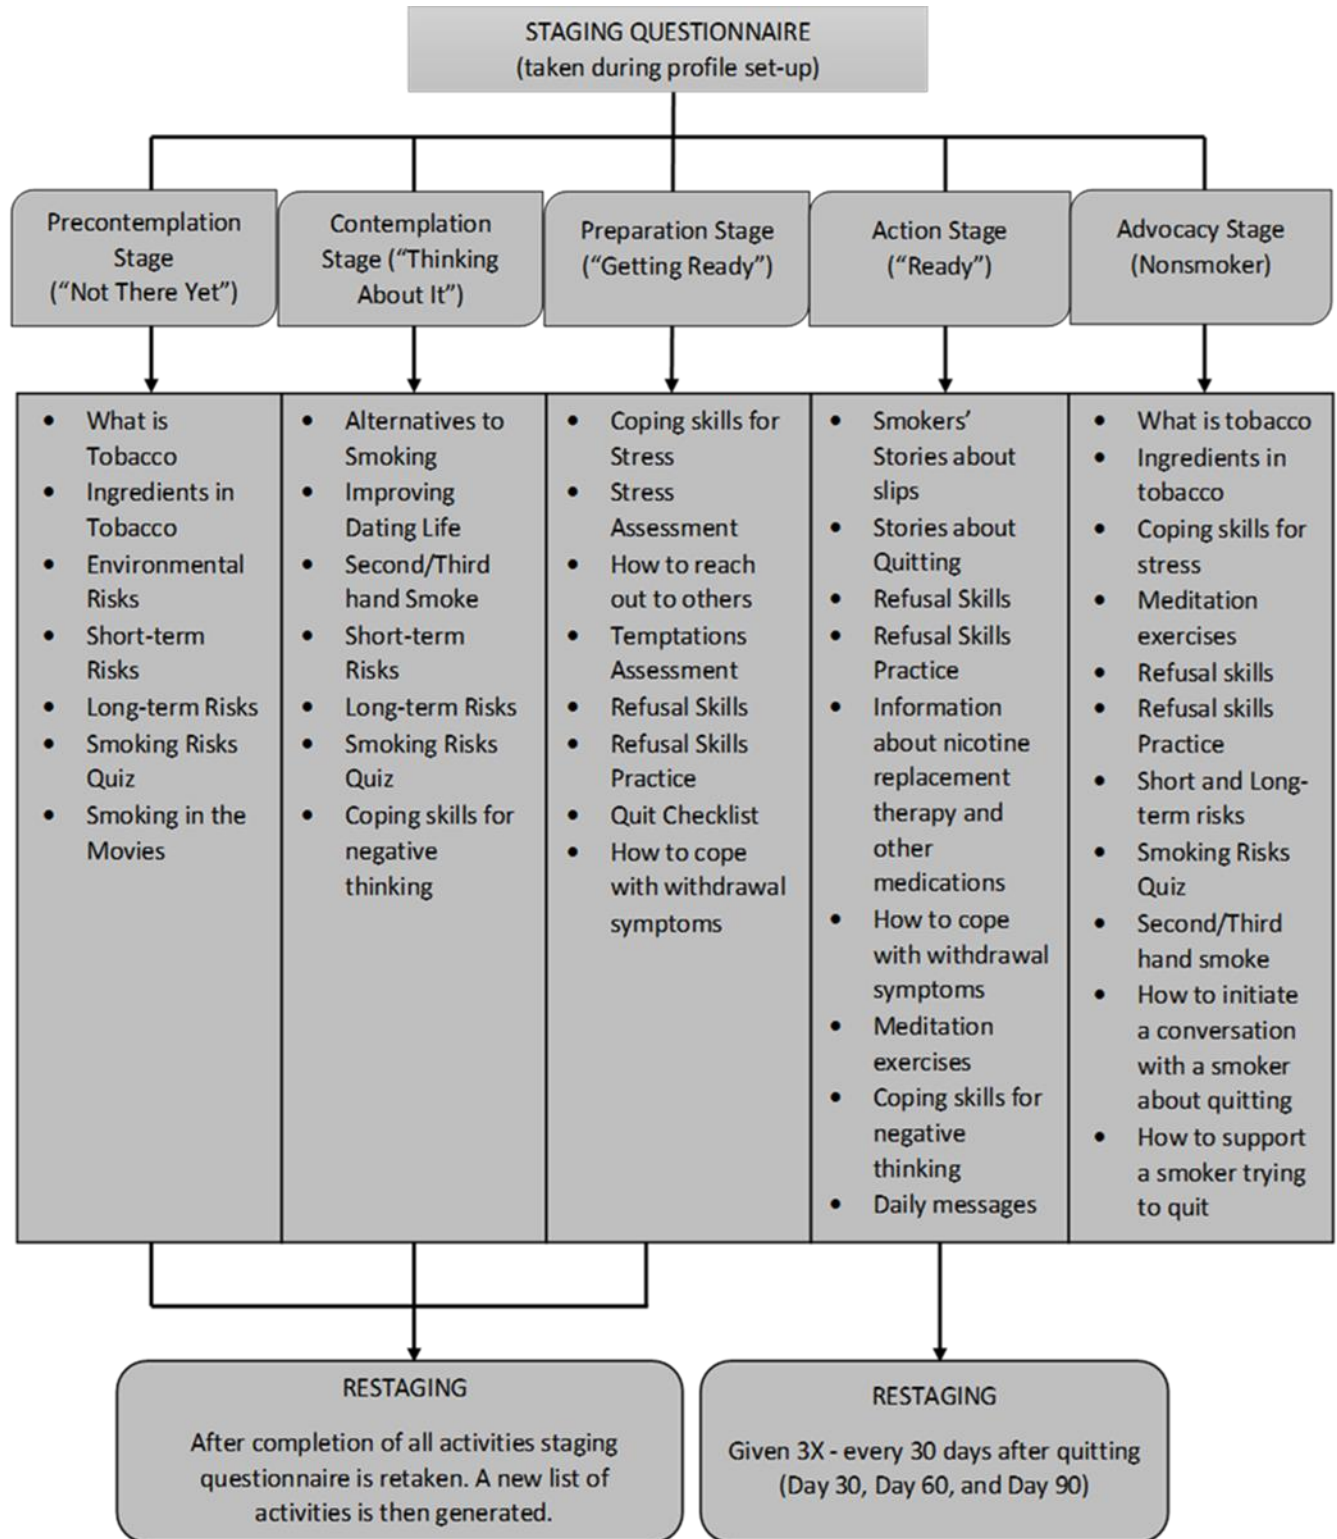 STAGING QUESTIONNAIRE
(taken during profile set-up)
Precontemplation
Stage
(“Not There Yet”)
Contemplation
Stage (“Thinking
About It”)
Preparation Stage
(“Getting Ready”)
Action Stage
(“Ready”)
Advocacy Stage
(Nonsmoker)
• What is
Tobacco
• Ingredients in
Tobacco
• Environmental
Risks
• Short-term
Risks
• Long-term Risks
• Smoking Risks
Quiz
• Smoking in the
Movies
• Alternatives to
Smoking
• Improving
Dating Life
• Second/Third
hand Smoke
• Short-term
Risks
• Long-term Risks
• Smoking Risks
Quiz
• Coping skills for
negative
thinking
• Coping skills for
Stress
• Stress
Assessment
• How to reach
out to others
• Temptations
Assessment
• Refusal Skills
• Refusal Skills
Practice
• Quit Checklist
• How to cope
with withdrawal
symptoms
• Smokers’
Stories about
slips
• Stories about
Quitting
• Refusal Skills
• Refusal Skills
Practice
• Information
about nicotine
replacement
therapy and
other
medications
• How to cope
with withdrawal
symptoms
• Meditation
exercises
• Coping skills for
negative
thinking
• Daily messages
• What is tobacco
• Ingredients in
tobacco
• Coping skills for
stress
• Meditation
exercises
• Refusal skills
• Refusal skills
Practice
• Short and Long-
term risks
• Smoking Risks
Quiz
• Second/Third
hand smoke
• How to initiate
a conversation
with a smoker
about quitting
• How to support
a smoker trying
to quit
RESTAGING
After completion of all activities staging
questionnaire is retaken. A new list of
activities is then generated.
RESTAGING
Given 3X - every 30 days after quitting
(Day 30, Day 60, and Day 90)